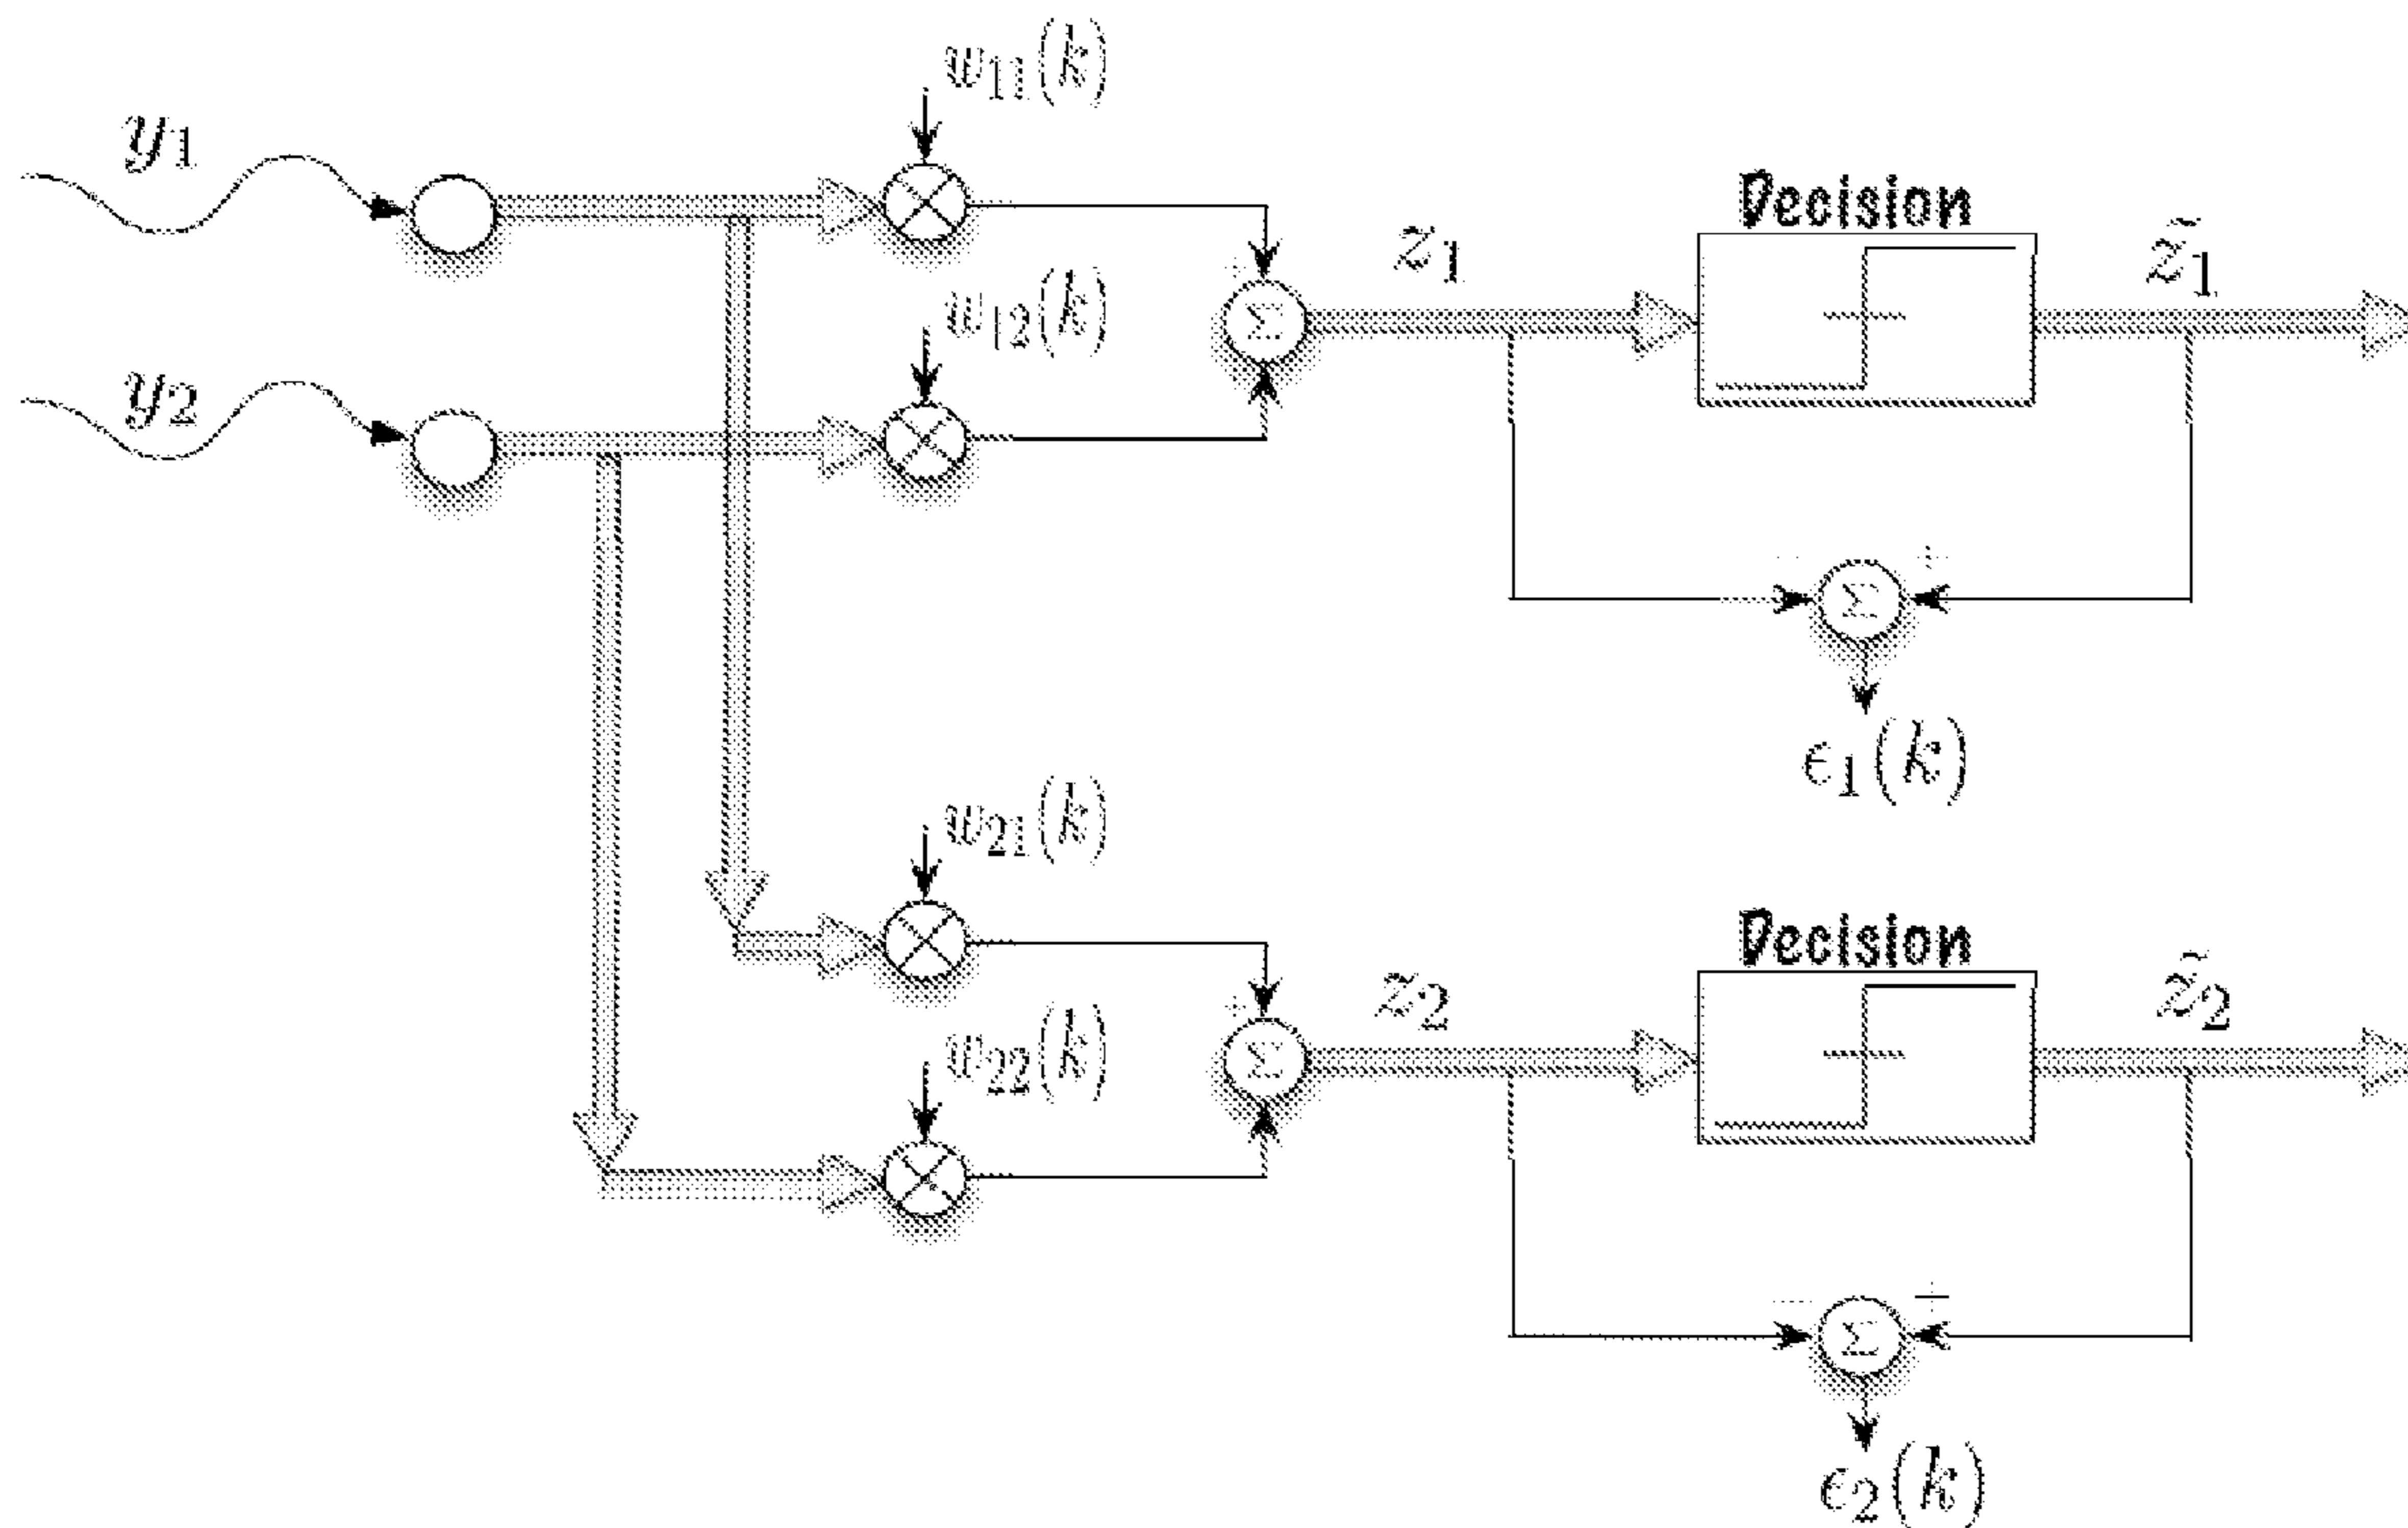 w₁₁(k)
y₁
Decision
z₁
z̃₁
+
Σ
w₁₂(k)
y₂
−
+
Σ
ϵ₁(k)
w₂₁(k)
Decision
z₂
z̃₂
+
Σ
w₂₂(k)
−
+
Σ
ϵ₂(k)